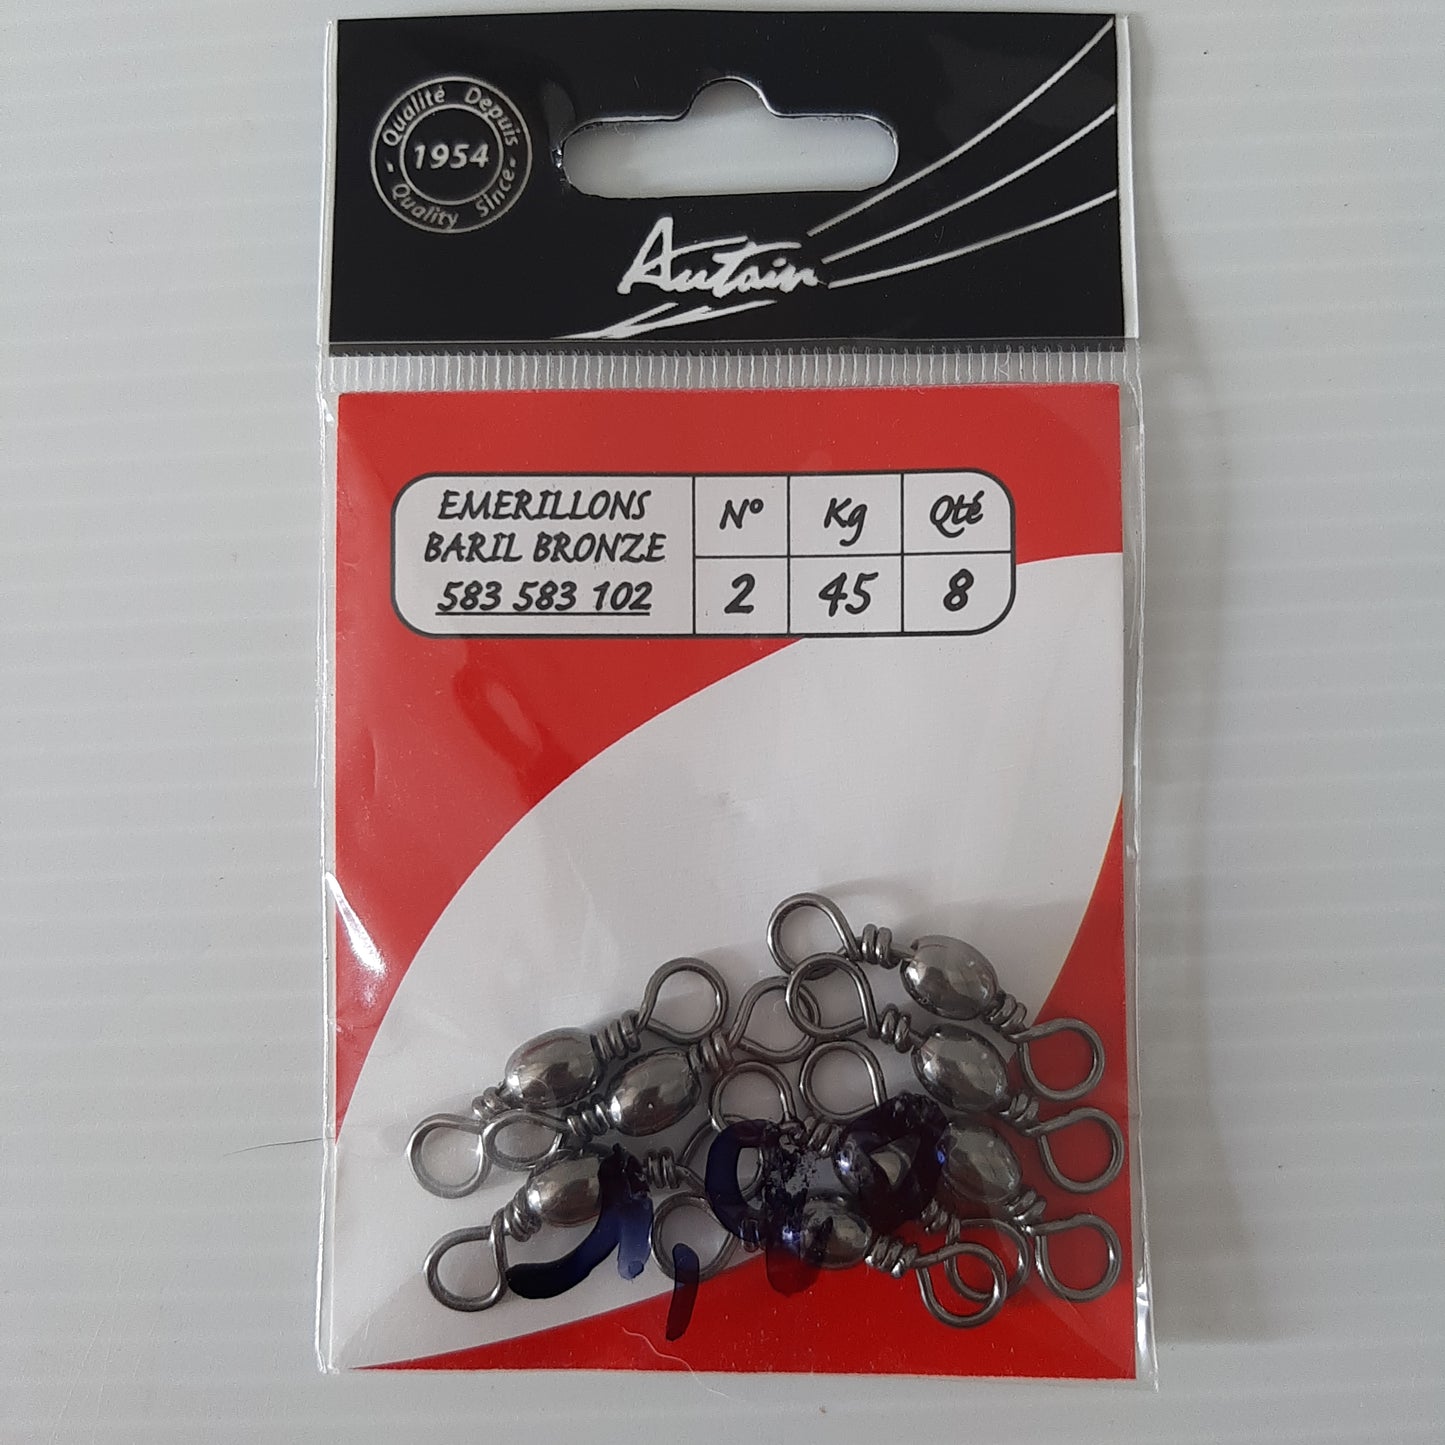 Qualité Depuis
1954
Quality Since
Autain
EMERILLONS
BARIL BRONZE
583 583 102
N° Kg Qté
2 45 8